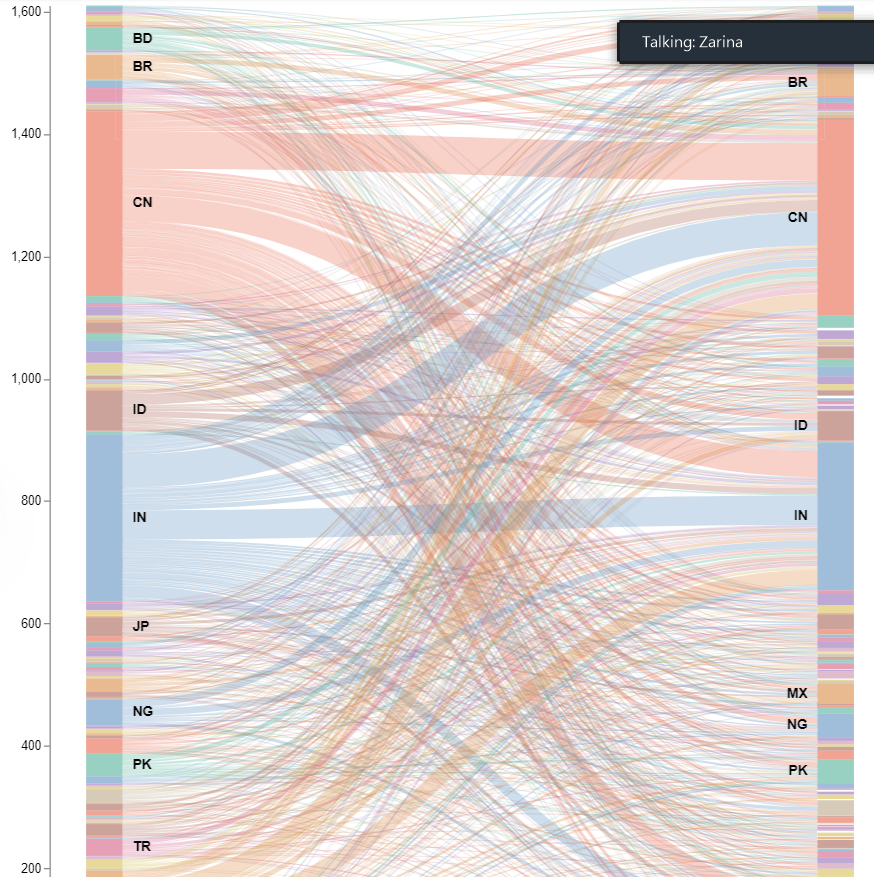 1,600
Talking: Zarina
BD
BR
BR
1,400
CN
CN
1,200
1,000
ID
ID
800
IN
IN
600
JP
MX
NG
NG
400
PK
PK
TR
200